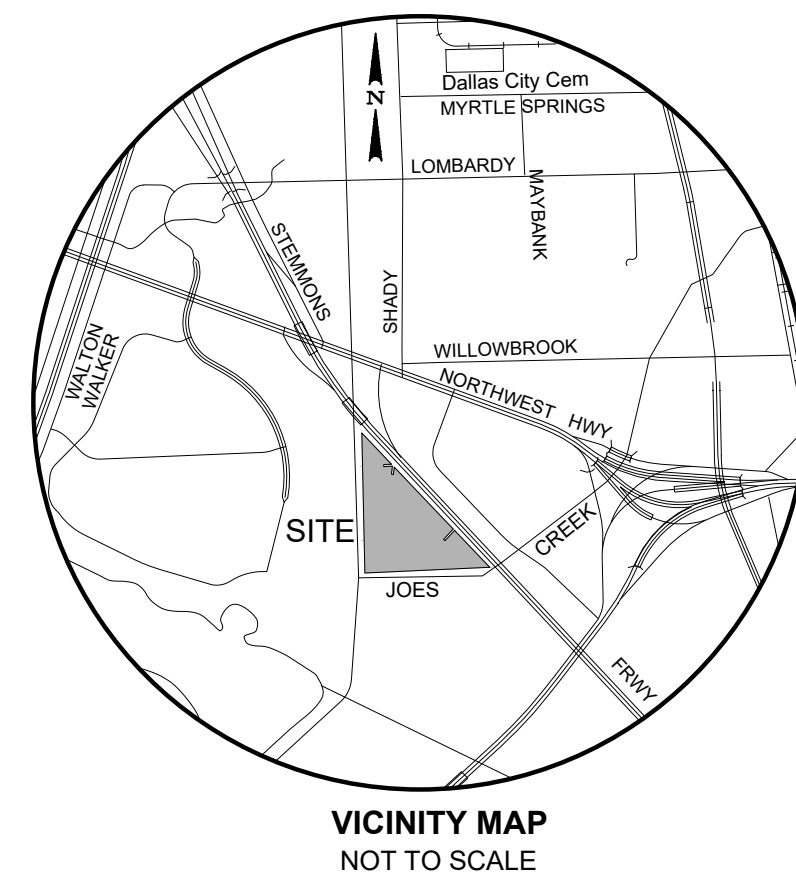 Dallas City Cem
N
MYRTLE SPRINGS
LOMBARDY
MAYBANK
STEMMONS
SHADY
WALTON
WALKER
WILLOWBROOK
NORTHWEST HWY
CREEK
SITE
JOES
FRWY
VICINITY MAP
NOT TO SCALE